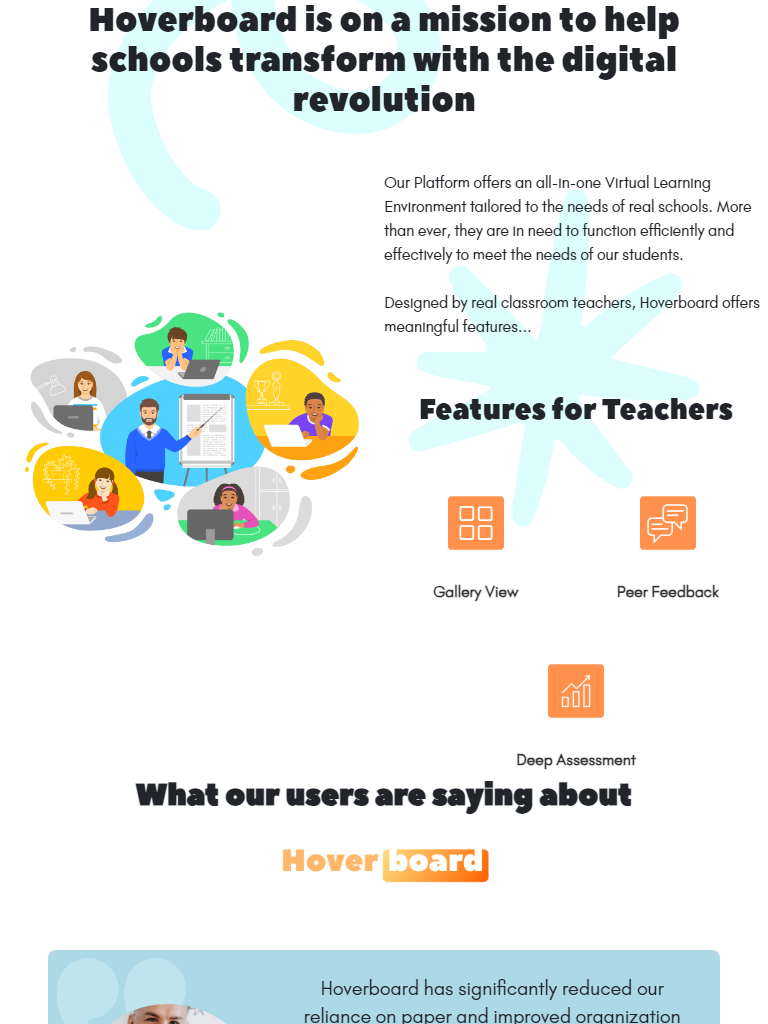 Hoverboard is on a mission to help
schools transform with the digital
revolution
Our Platform offers an all-in-one Virtual Learning
Environment tailored to the needs of real schools. More
than ever, they are in need to function efficiently and
effectively to meet the needs of our students.
Designed by real classroom teachers, Hoverboard offers
meaningful features...
Features for Teachers
Gallery View
Peer Feedback
Deep Assessment
What our users are saying about
Hover board
Hoverboard has significantly reduced our
reliance on paper and improved organization